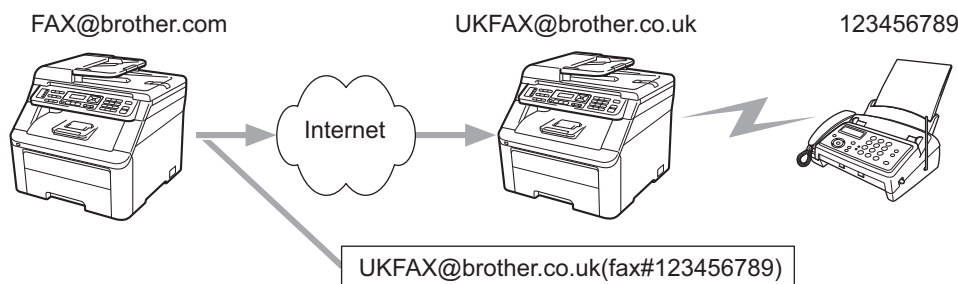 FAX@brother.com
UKFAX@brother.co.uk
123456789
Internet
UKFAX@brother.co.uk(fax#123456789)